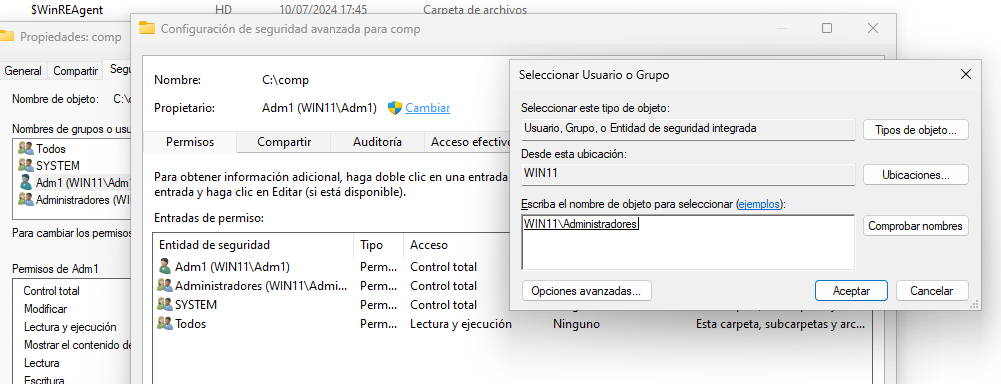 $WinREAgent HD 10/07/2024 17:45 Carpeta de archivos
Propiedades: comp
General Compartir Segu
Nombre de objeto: C:\
Nombres de grupos o usu
Todos
SYSTEM
Adm1 (WIN11\Adm1
Administradores (WI
Para cambiar los permisos
Permisos de Adm1
Control total
Modificar
Lectura y ejecución
Mostrar el contenido de
Lectura
Escritura
Configuración de seguridad avanzada para comp
Nombre: C:\comp
Propietario: Adm1 (WIN11\Adm1) Cambiar
Permisos Compartir Auditoría Acceso efectivo
Para obtener información adicional, haga doble clic en una entrada
entrada y haga clic en Editar (si está disponible).
Entradas de permiso:
Entidad de seguridad Tipo Acceso
Adm1 (WIN11\Adm1) Perm... Control total
Administradores (WIN11\Admi... Perm... Control total
SYSTEM Perm... Control total
Todos Perm... Lectura y ejecución Ninguno Esta carpeta, subcarpetas y arc...
Seleccionar Usuario o Grupo
Seleccionar este tipo de objeto:
Usuario, Grupo, o Entidad de seguridad integrada Tipos de objeto...
Desde esta ubicación:
WIN11 Ubicaciones...
Escriba el nombre de objeto para seleccionar (ejemplos):
WIN11\Administradores Comprobar nombres
Opciones avanzadas... Aceptar Cancelar